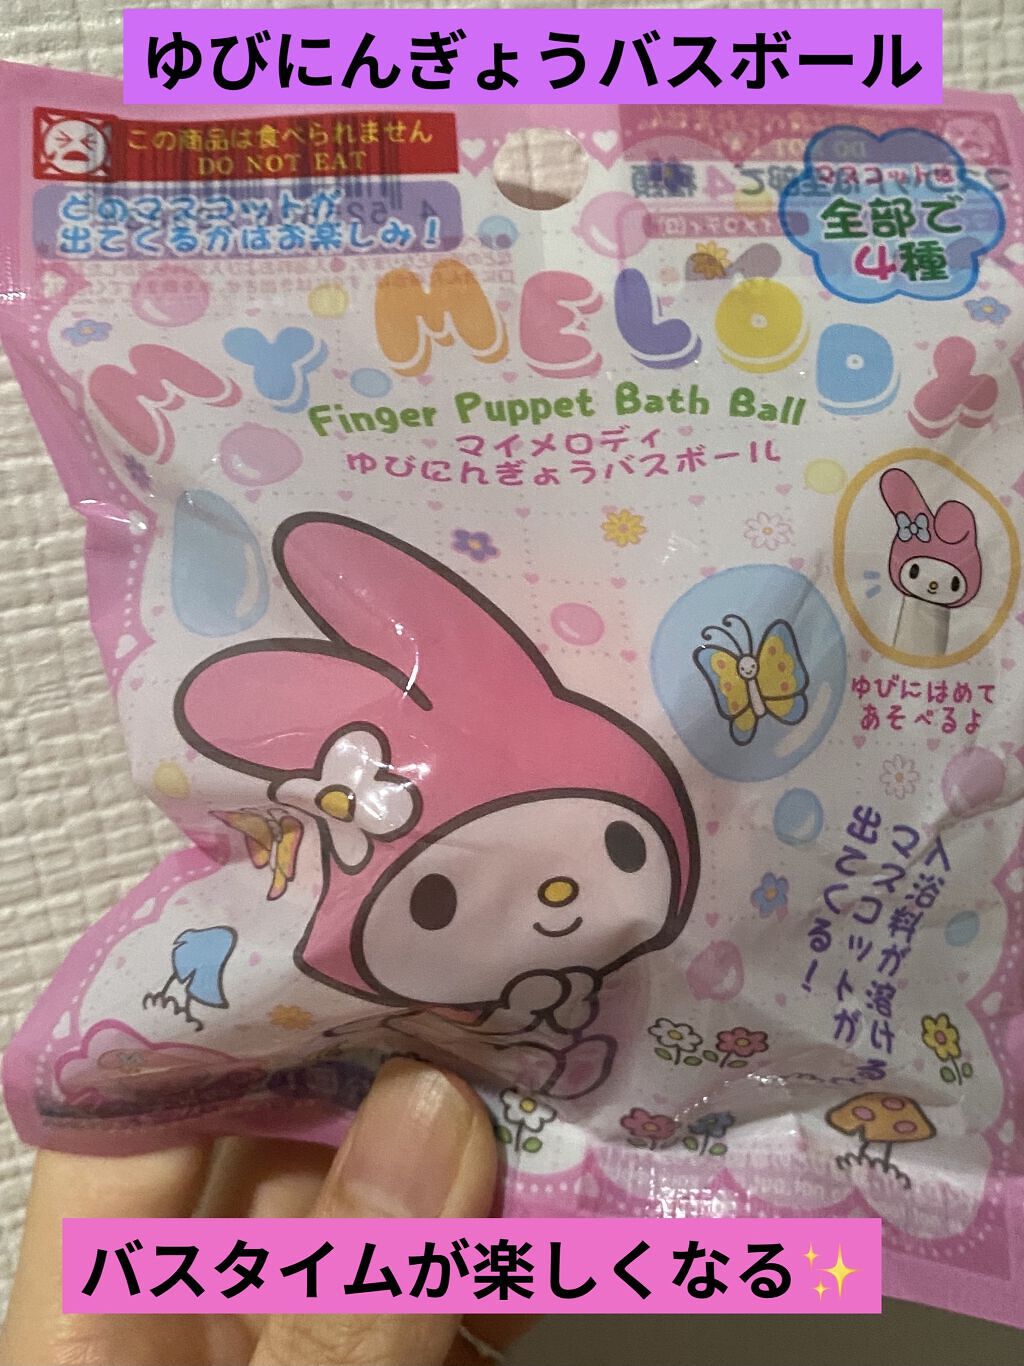 ゆびにんぎょうバスボール
この商品は食べられません
DO NOT EAT
どのマスコットが
出てくるかはお楽しみ！
全部で
4種
MY MELODY
Finger Puppet Bath Ball
マイメロディ
ゆびにんぎょうバスボール
ゆびにはめて
あそべるよ
入浴料が溶ける
マスコットが
出てくる！
バスタイムが楽しくなる✨